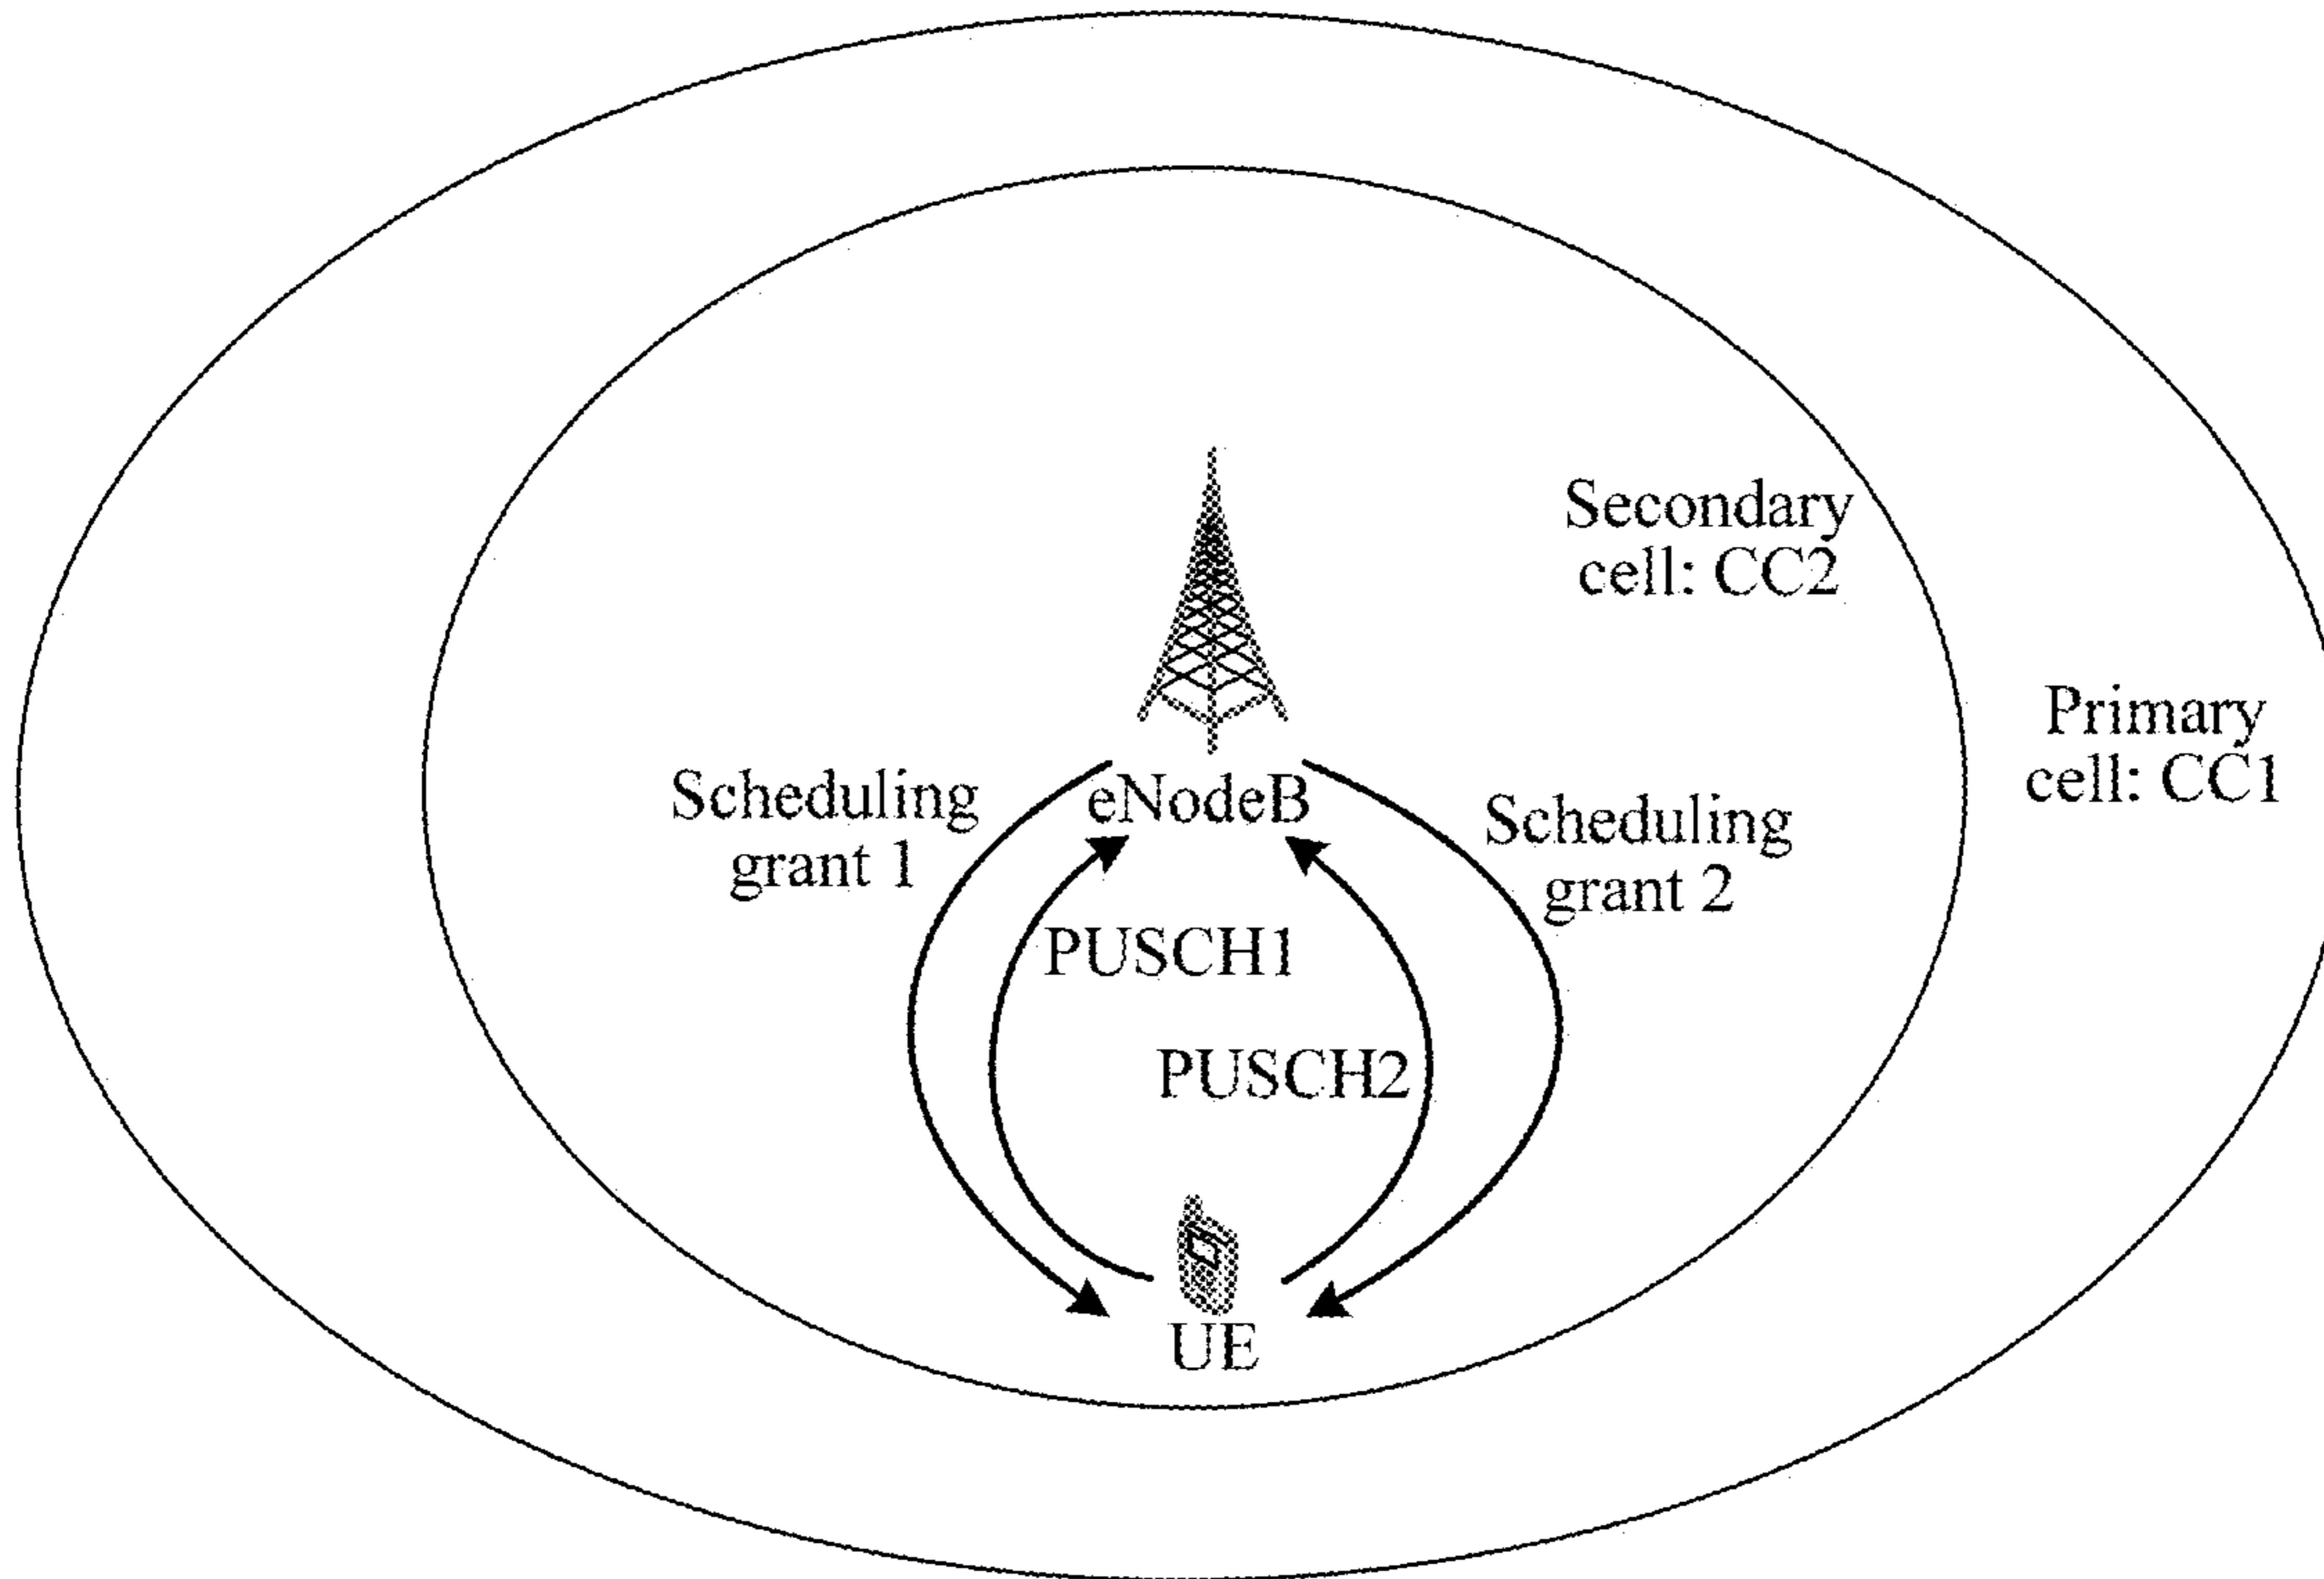 Secondary
cell: CC2
Primary
cell: CC1
Scheduling
grant 1
eNodeB
Scheduling
grant 2
PUSCH1
PUSCH2
UE